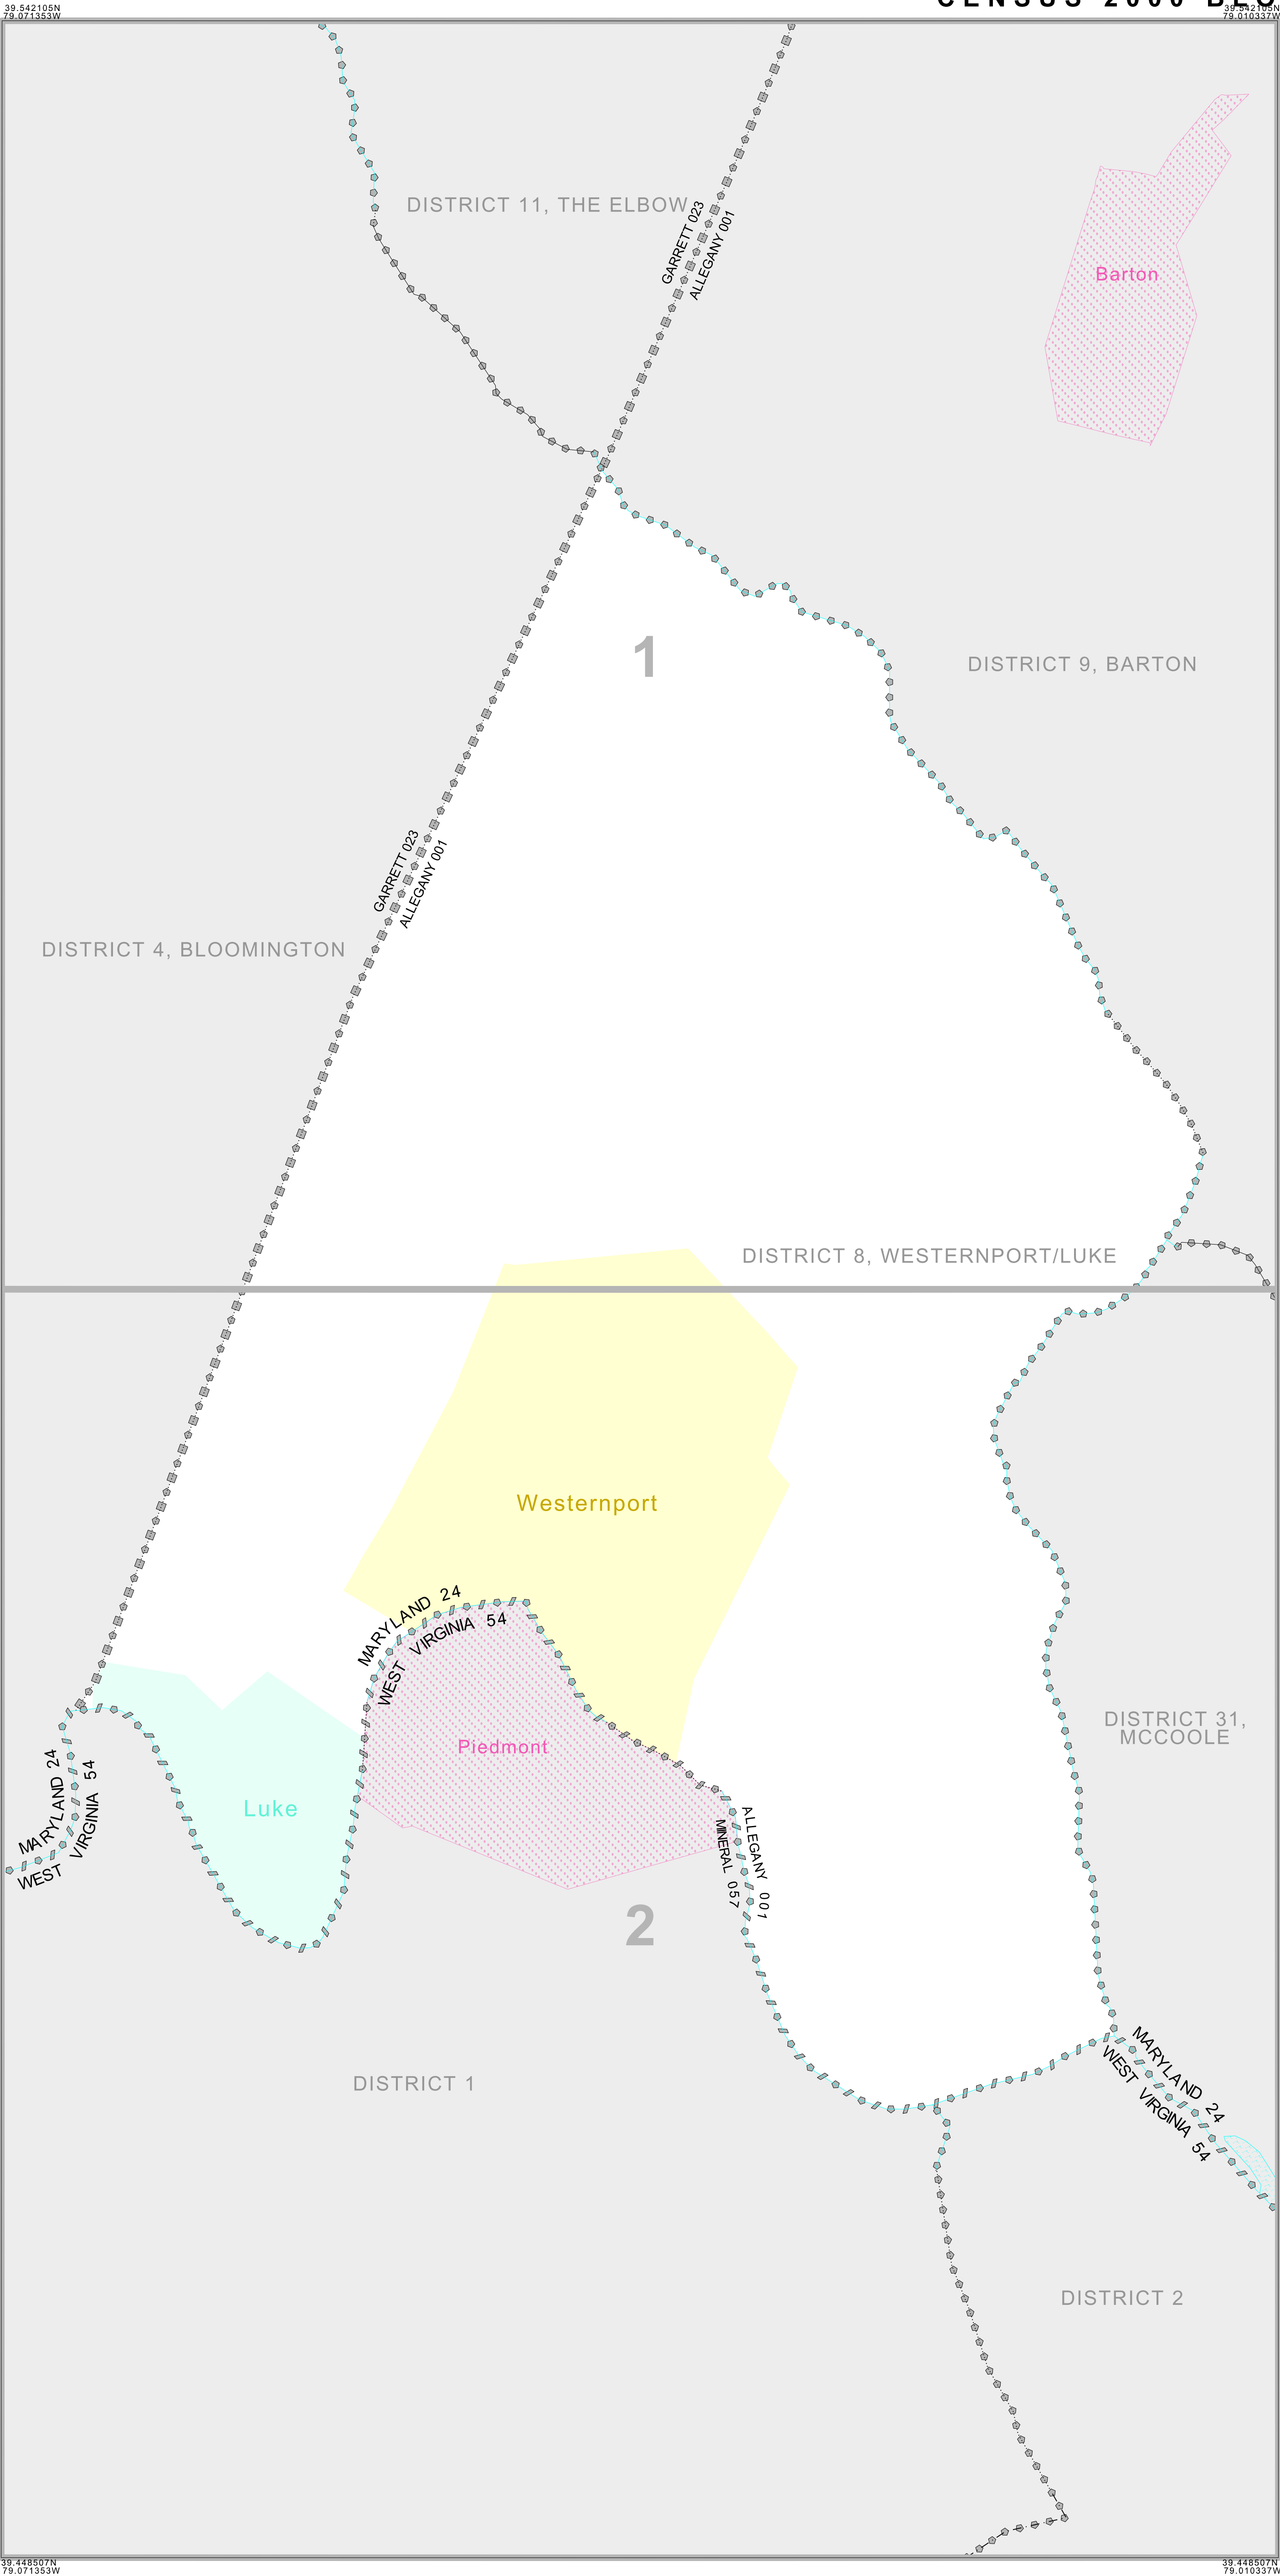 39.542105N
79.071353W
39.542105N
79.010337W
DISTRICT 11, THE ELBOW
GARRETT 023
ALLEGANY 001
Barton
1
DISTRICT 9, BARTON
GARRETT 023
ALLEGANY 001
DISTRICT 4, BLOOMINGTON
DISTRICT 8, WESTERNPORT/LUKE
Westernport
MARYLAND 24
WEST VIRGINIA 54
DISTRICT 31,
MCCOOLE
Piedmont
MARYLAND 24
WEST VIRGINIA 54
Luke
ALLEGANY 001
MINERAL 057
2
MARYLAND 24
WEST VIRGINIA 54
DISTRICT 1
DISTRICT 2
39.448507N
79.071353W
39.448507N
79.010337W